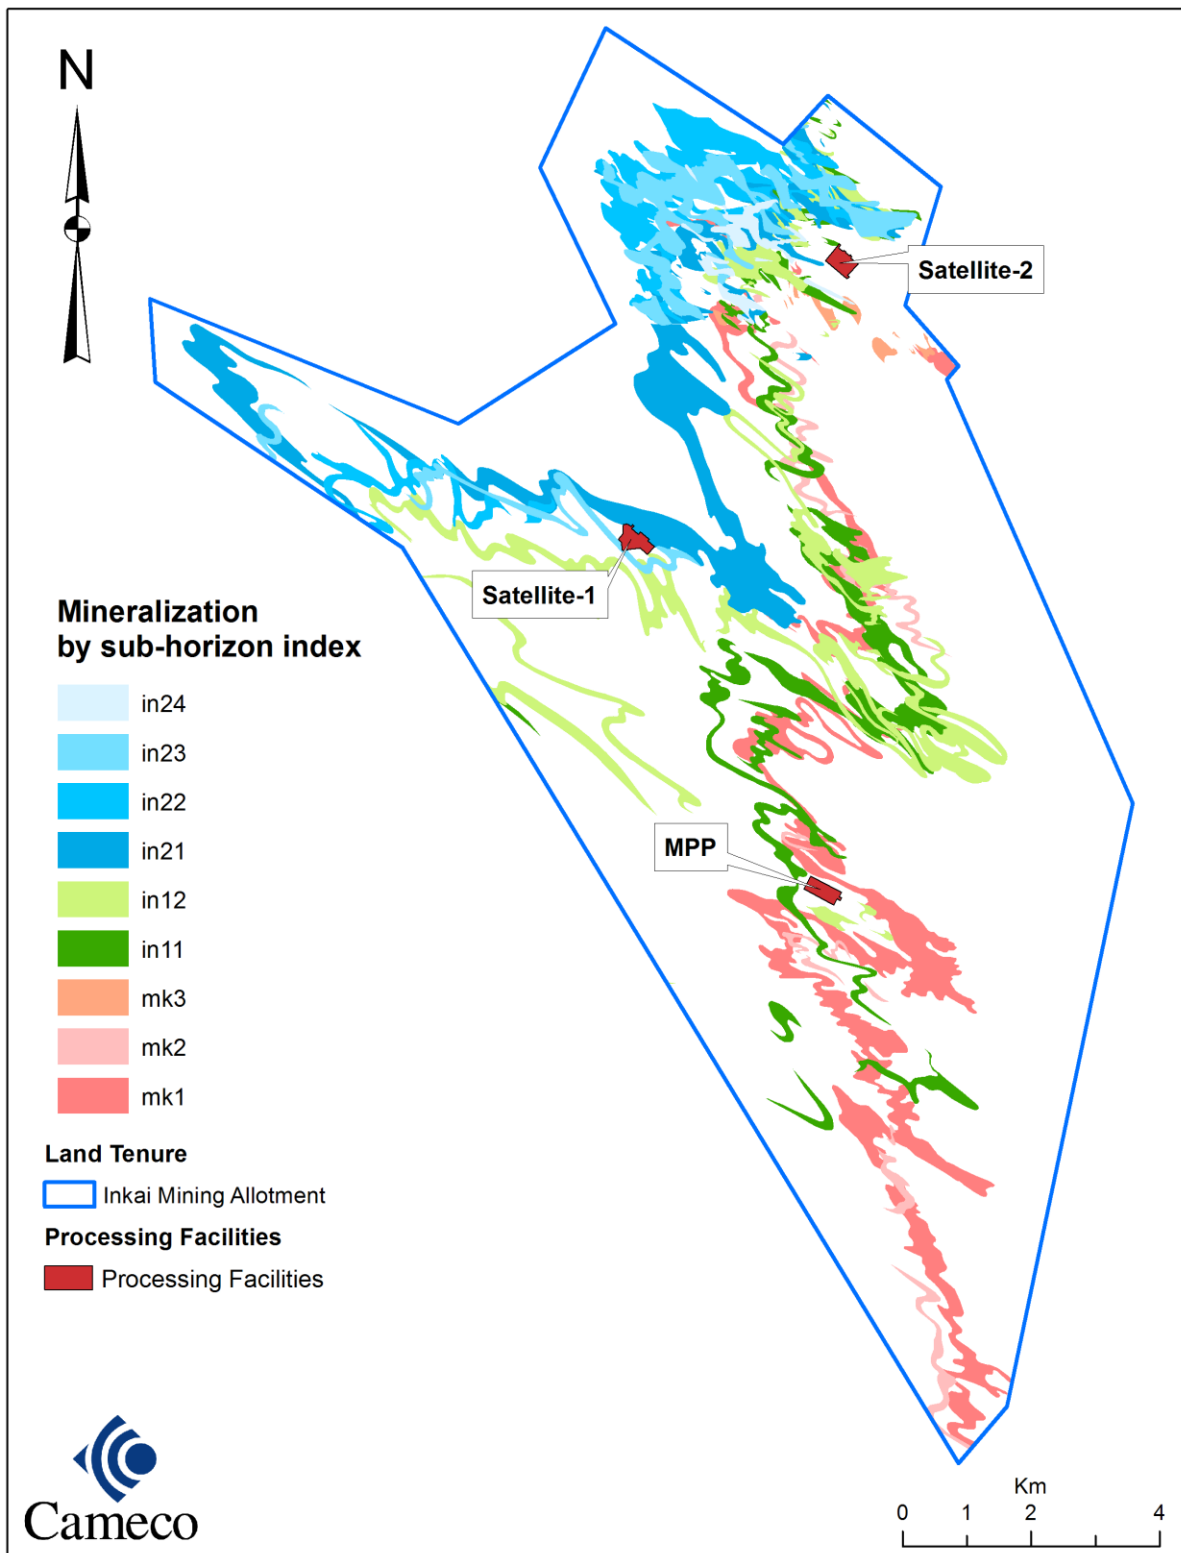 N
Satellite-2
Satellite-1
Mineralization
by sub-horizon index
in24
in23
in22
in21
in12
in11
mk3
mk2
mk1
MPP
Land Tenure
Inkai Mining Allotment
Processing Facilities
Processing Facilities
Cameco
Km
0 1 2 4